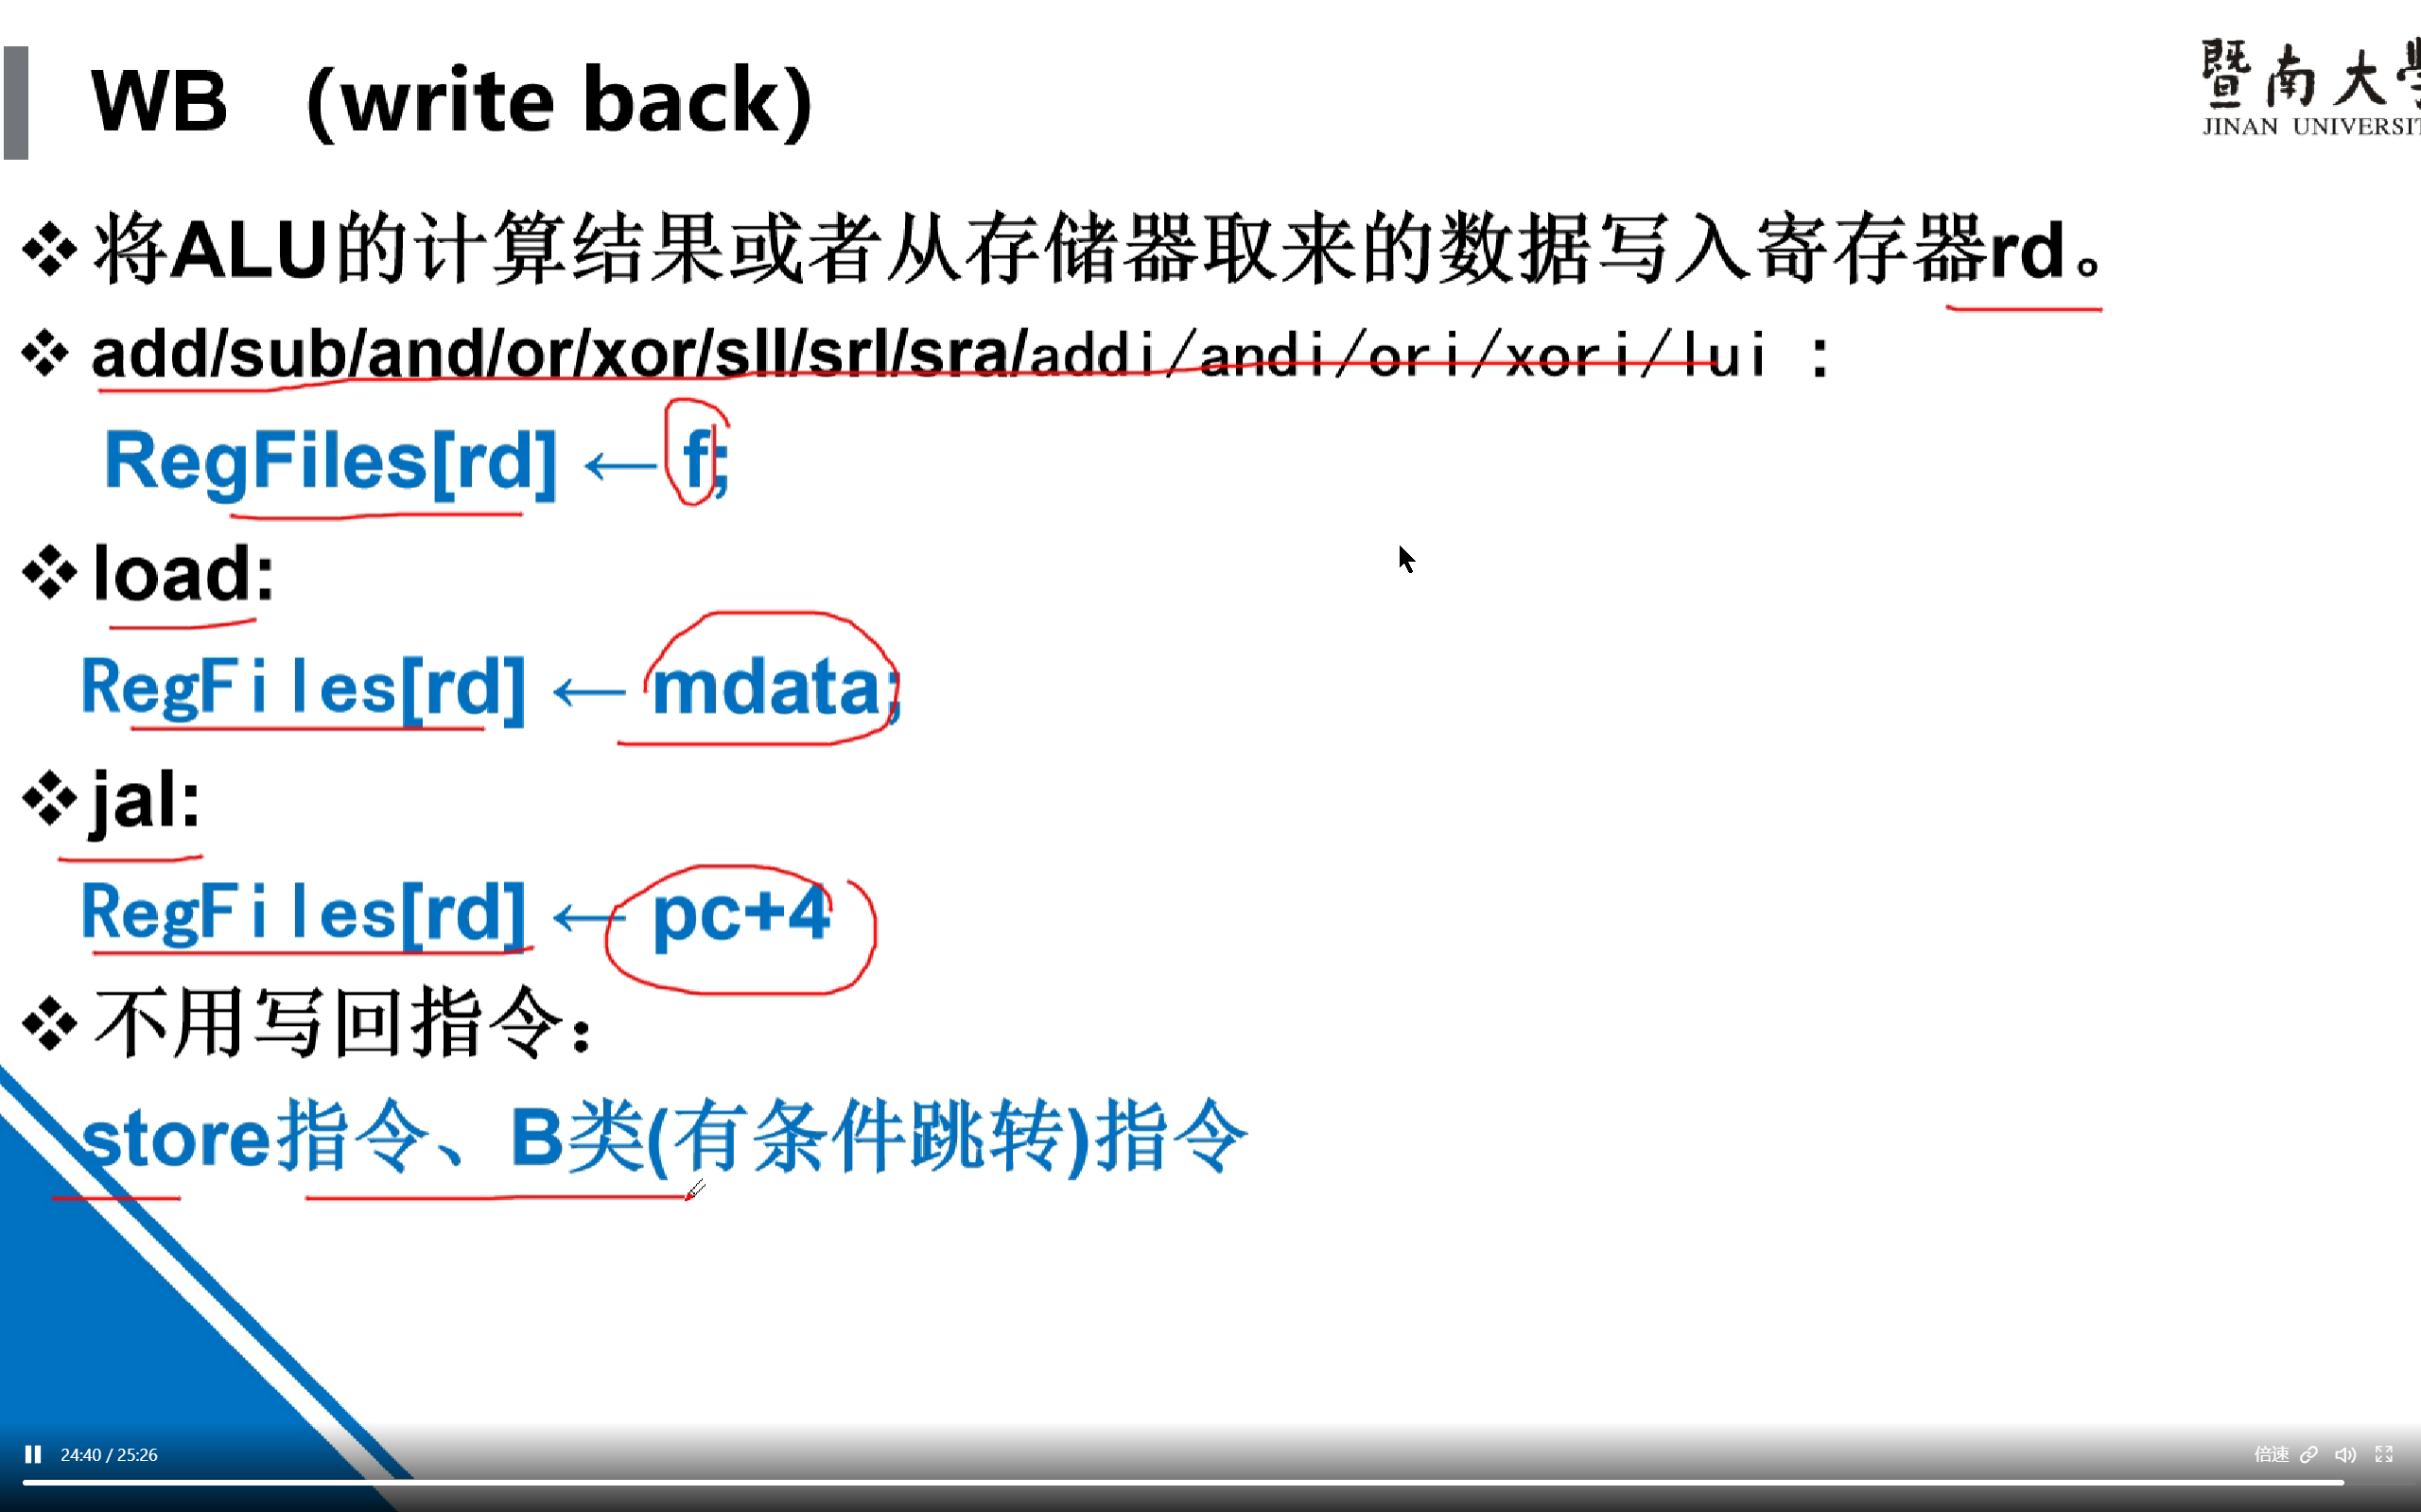 WB (write back)
暨南大
JINAN UNIVERSIT
❖将ALU的计算结果或者从存储器取来的数据写入寄存器rd。
❖add/sub/and/or/xor/sll/srl/sra/addi/andi/ori/xori/lui :
RegFiles[rd] ← f;
❖load:
RegFiles[rd] ← mdata;
❖jal:
RegFiles[rd] ← pc+4
❖不用写回指令：
store指令、B类(有条件跳转)指令
24:40 / 25:26
倍速